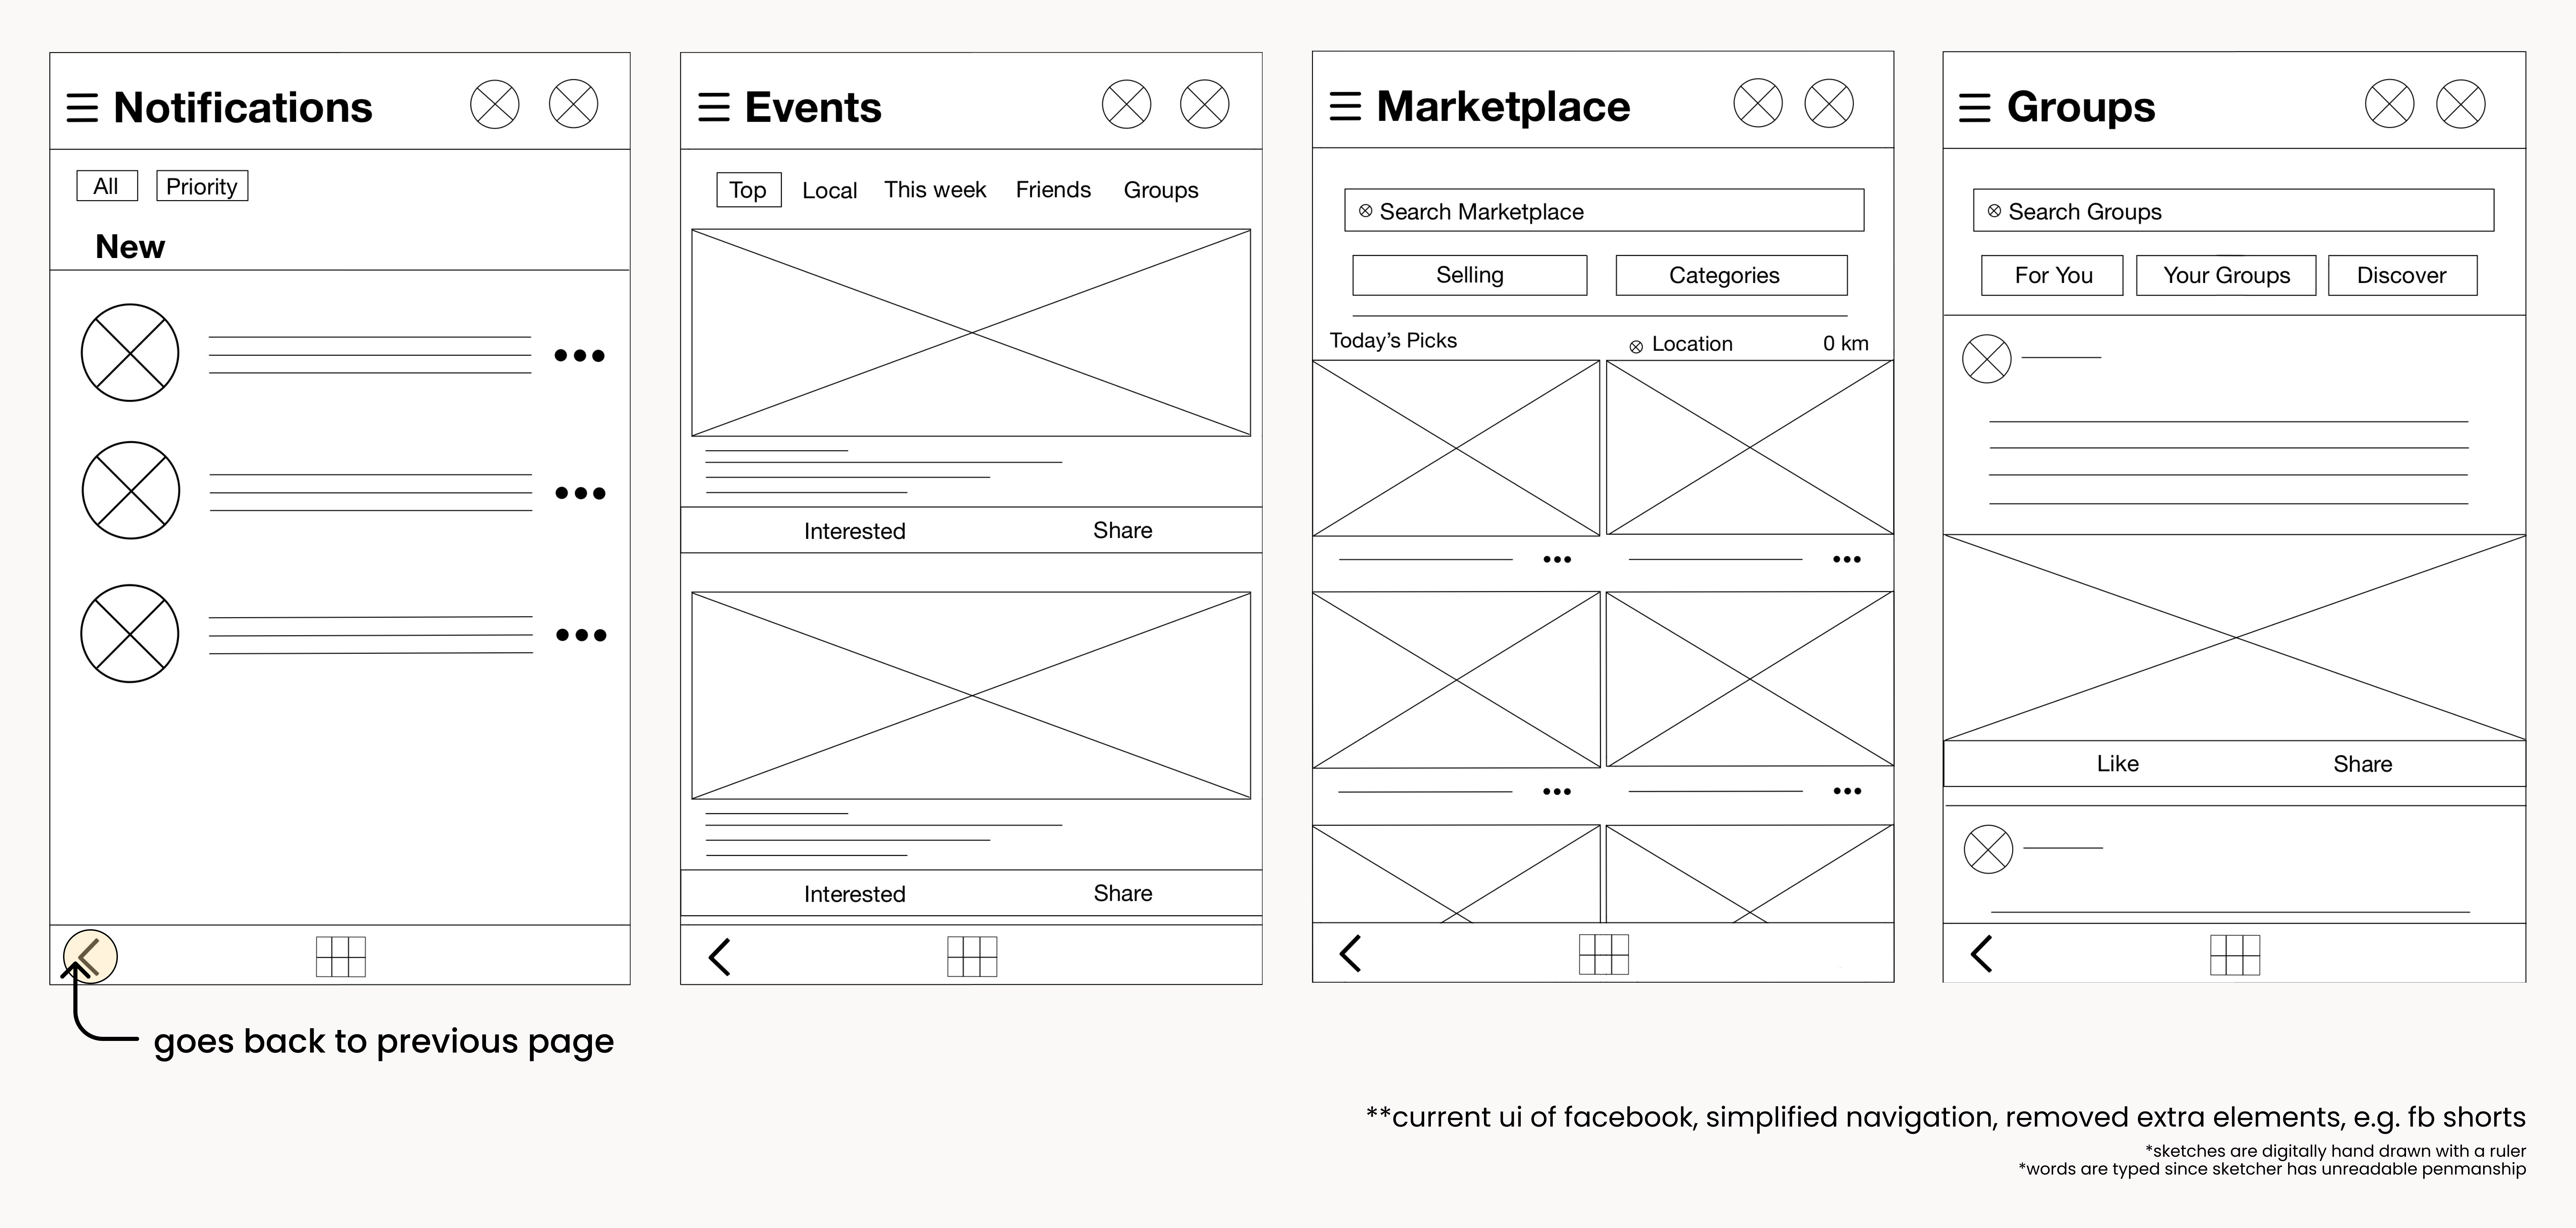 Notifications
All
Priority
New
goes back to previous page
Events
Top Local This week Friends Groups
Interested Share
Interested Share
Marketplace
Search Marketplace
Selling Categories
Today's Picks Location 0 km
Groups
Search Groups
For You Your Groups Discover
Like Share
**current ui of facebook, simplified navigation, removed extra elements, e.g. fb shorts
*sketches are digitally hand drawn with a ruler
*words are typed since sketcher has unreadable penmanship